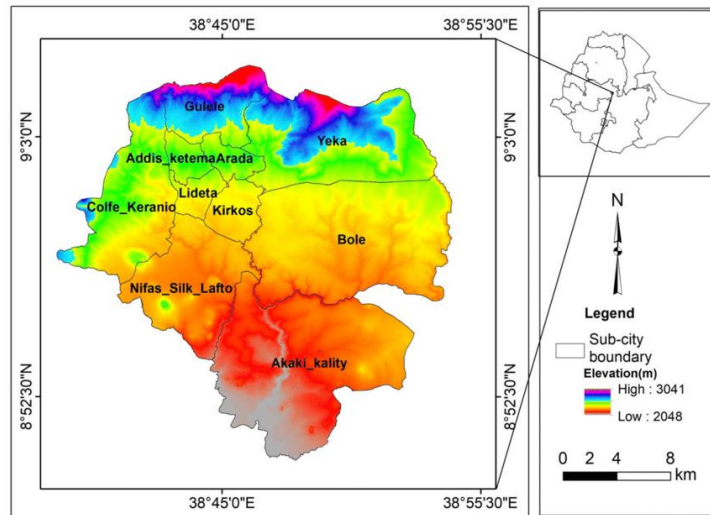 38°45'0"E
38°55'30"E
9°3'0"N
9°3'0"N
Gulele
Yeka
Addis_ketema
Arada
Lideta
Colfe_Keranio
Kirkos
Bole
Nifas_Silk_Lafto
Akaki_kality
8°52'30"N
8°52'30"N
38°45'0"E
38°55'30"E
N
Legend
Sub-city
boundary
Elevation(m)
High : 3041
Low : 2048
0 2 4 8
km